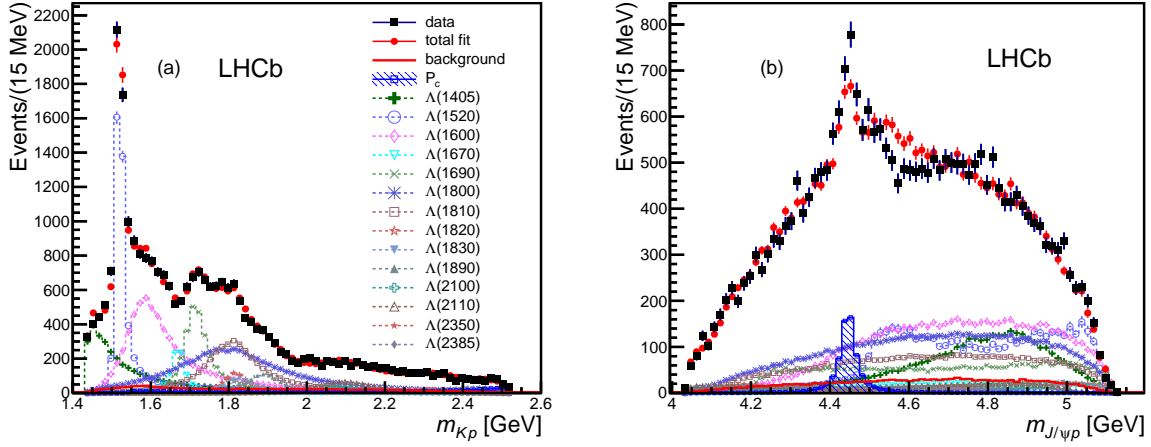 Events/(15 MeV)
2200
2000
1800
1600
1400
1200
1000
800
600
400
200
0
(a)
LHCb
data
total fit
background
P_c
Λ(1405)
Λ(1520)
Λ(1600)
Λ(1670)
Λ(1690)
Λ(1800)
Λ(1810)
Λ(1820)
Λ(1830)
Λ(1890)
Λ(2100)
Λ(2110)
Λ(2350)
Λ(2385)
1.4 1.6 1.8 2 2.2 2.4 2.6
m_Kp [GeV]
Events/(15 MeV)
800
700
600
500
400
300
200
100
0
(b)
LHCb
4 4.2 4.4 4.6 4.8 5
m_J/ψp [GeV]